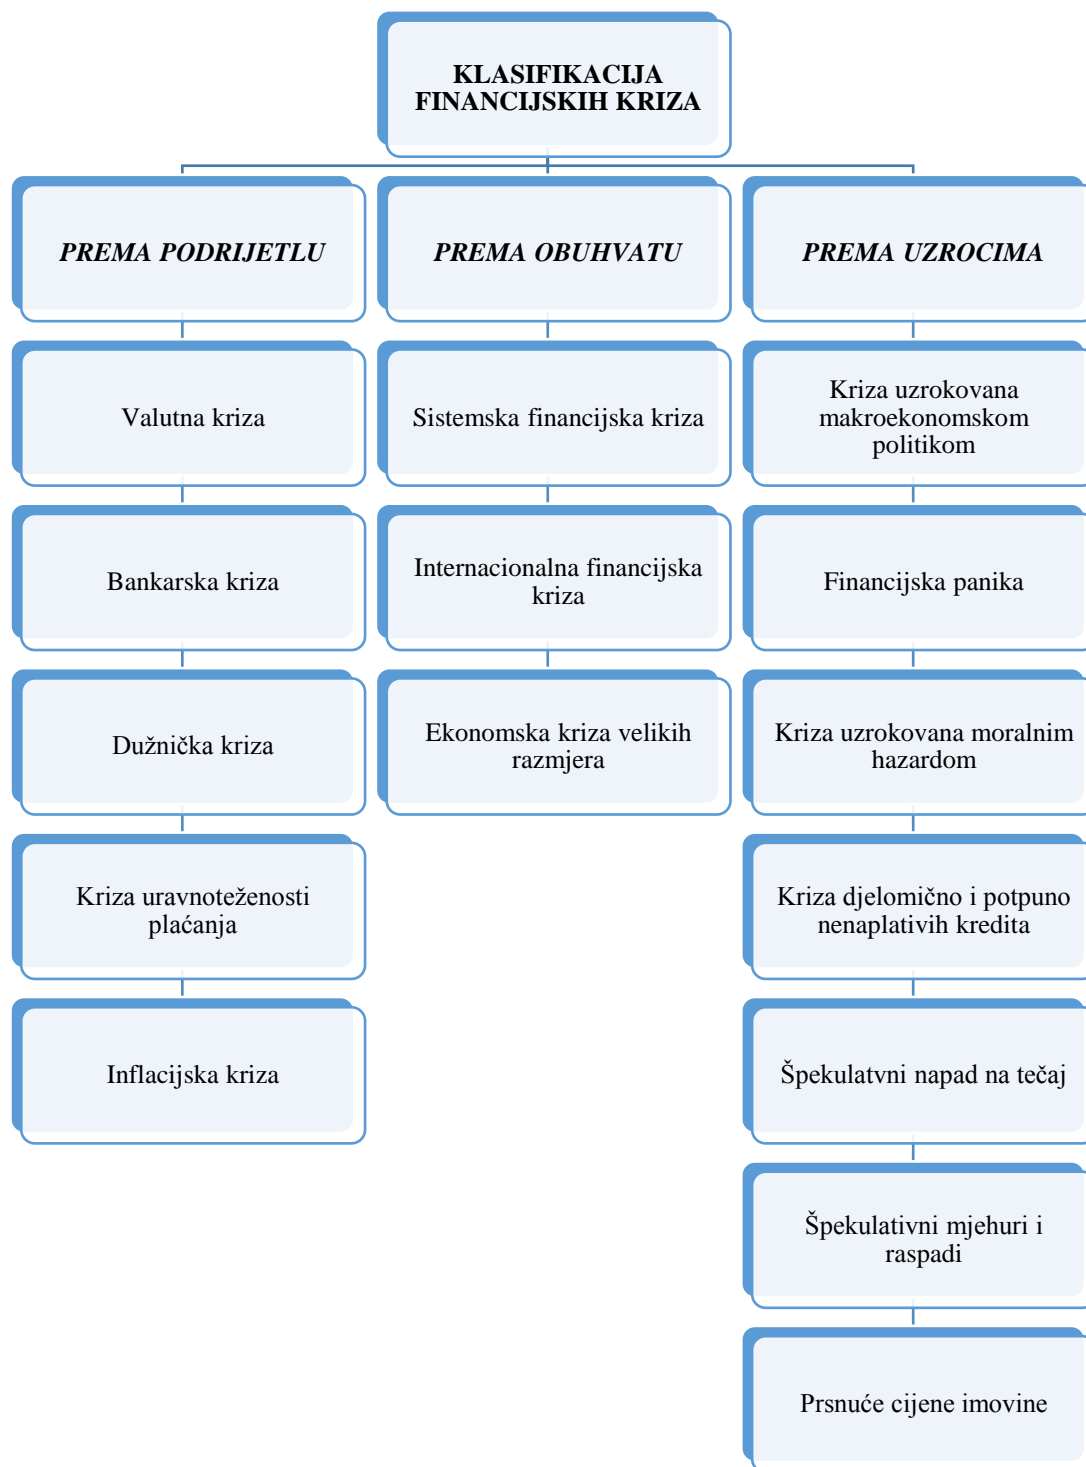 KLASIFIKACIJA
FINANCIJSKIH KRIZA
PREMA PODRIJETLU
Valutna kriza
Bankarska kriza
Dužnička kriza
Kriza uravnoteženosti
plaćanja
Inflacijska kriza
PREMA OBUHVATU
Sistemska financijska kriza
Internacionalna financijska
kriza
Ekonomska kriza velikih
razmjera
PREMA UZROCIMA
Kriza uzrokovana
makroekonomskom
politikom
Financijska panika
Kriza uzrokovana moralnim
hazardom
Kriza djelomično i potpuno
nenaplativih kredita
Špekulatvni napad na tečaj
Špekulativni mjehuri i
raspadi
Prsnuće cijene imovine